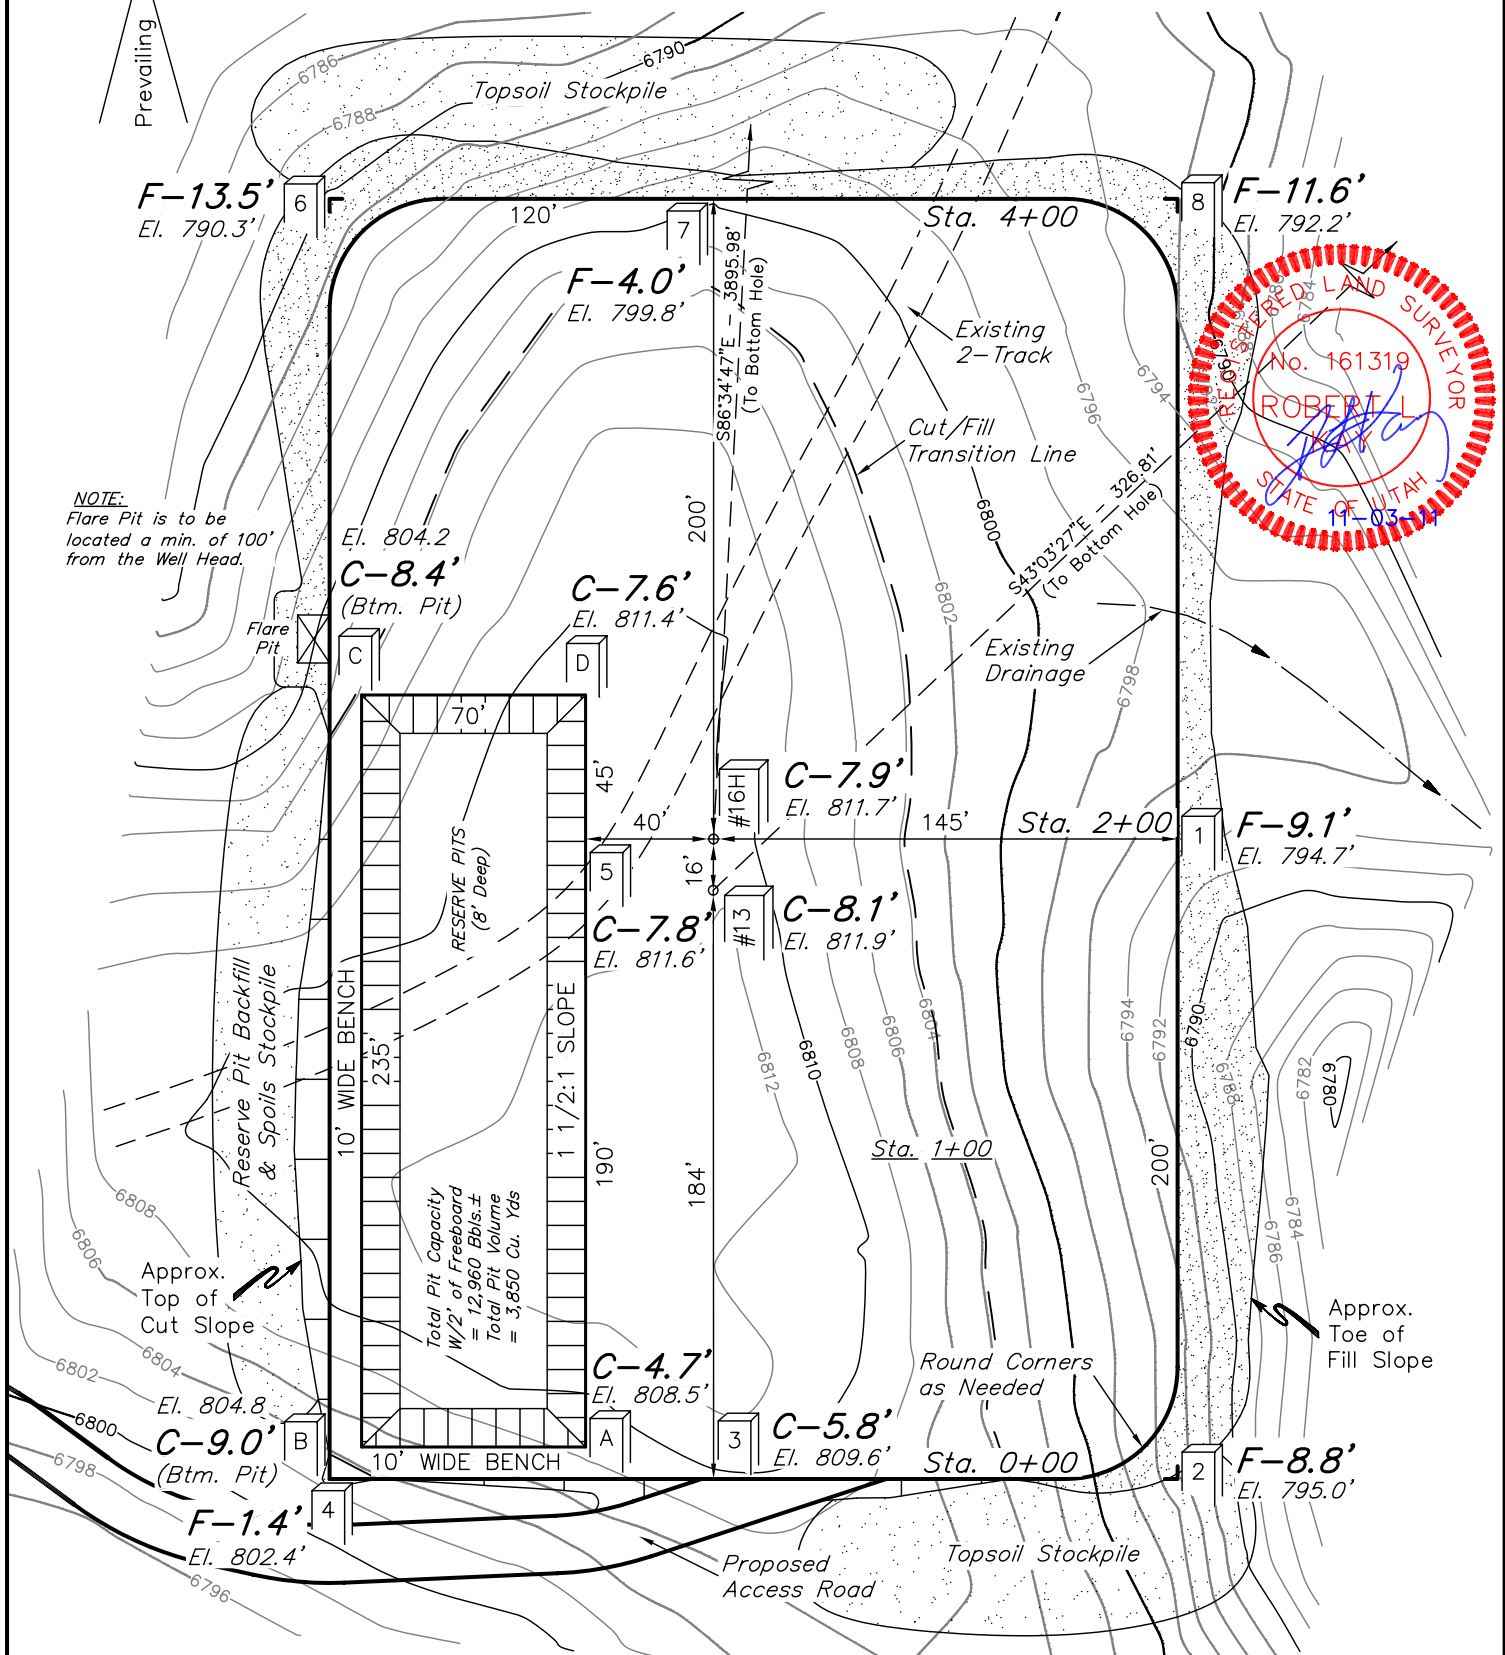 Prevailing
6786
6788
6790
Topsoil Stockpile
F-13.5'
El. 790.3'
6
120'
7
Sta. 4+00
8
F-11.6'
El. 792.2'
F-4.0'
El. 799.8'
S86°34'47"E - 3895.98'
(To Bottom Hole)
Existing
2-Track
6796
6794
6790
6784
REGISTERED LAND SURVEYOR
No. 161319
ROBERT L.
KAY
STATE OF UTAH
11-03-11
Cut/Fill
Transition Line
NOTE:
Flare Pit is to be
located a min. of 100'
from the Well Head.
200'
6800
S43°03'27"E - 326.81'
(To Bottom Hole)
El. 804.2
C-8.4'
(Btm. Pit)
C-7.6'
El. 811.4'
6802
Flare
Pit
C
D
Existing
Drainage
6798
70'
45'
40'
#16H
C-7.9'
El. 811.7'
145'
Sta. 2+00
1
F-9.1'
El. 794.7'
RESERVE PITS
(8' Deep)
5
16'
C-7.8'
El. 811.6'
#13
C-8.1'
El. 811.9'
Reserve Pit Backfill
& Spoils Stockpile
10' WIDE BENCH
235'
1 1/2:1 SLOPE
190'
184'
6812
6810
6808
6806
6804
6794
6792
6790
6788
6782
6780
Sta. 1+00
200'
6808
6806
Total Pit Capacity
W/2' of Freeboard
= 12,960 Bbls.±
Total Pit Volume
= 3,850 Cu. Yds
6786
6784
Approx.
Top of
Cut Slope
Approx.
Toe of
Fill Slope
6804
6802
6800
6798
El. 804.8
C-9.0'
(Btm. Pit)
B
C-4.7'
El. 808.5'
A
3
C-5.8'
El. 809.6'
Round Corners
as Needed
10' WIDE BENCH
Sta. 0+00
2
F-8.8'
El. 795.0'
4
F-1.4'
El. 802.4'
6796
Proposed
Access Road
Topsoil Stockpile